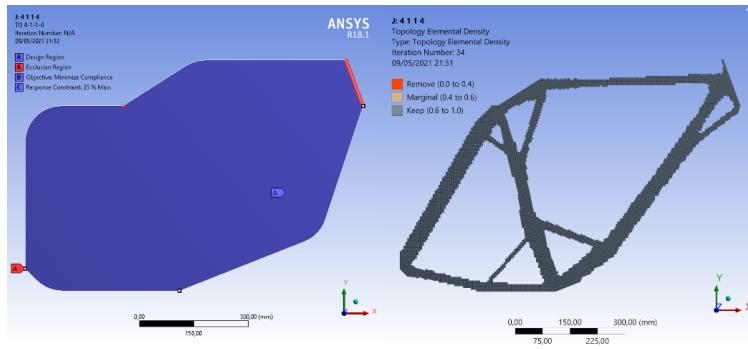 J: 4 1 1 4
TO 4-1-1-4
Iteration Number: N/A
09/05/2021 21:32
A Design Region
A Exclusion Region
B Objective: Minimize Compliance
C Response Constraint: 25 % Mass
ANSYS
R18.1
A
A
Y
Z
X
0,00 300,00 (mm)
150,00
J: 4 1 1 4
Topology Elemental Density
Type: Topology Elemental Density
Iteration Number: 34
09/05/2021 21:31
Remove (0.0 to 0.4)
Marginal (0.4 to 0.6)
Keep (0.6 to 1.0)
Y
Z
X
0,00 150,00 300,00 (mm)
75,00 225,00